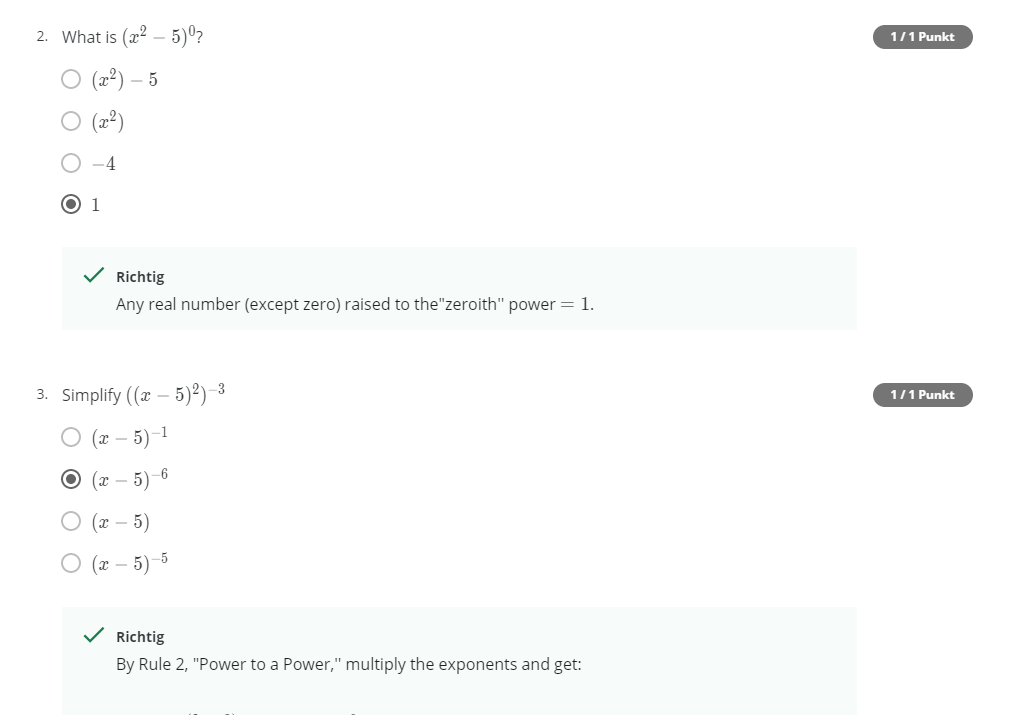 2. What is (x² − 5)⁰?
1 / 1 Punkt
(x²) − 5
(x²)
−4
1
Richtig
Any real number (except zero) raised to the"zeroith" power = 1.
3. Simplify ((x − 5)²)⁻³
1 / 1 Punkt
(x − 5)⁻¹
(x − 5)⁻⁶
(x − 5)
(x − 5)⁻⁵
Richtig
By Rule 2, "Power to a Power," multiply the exponents and get: